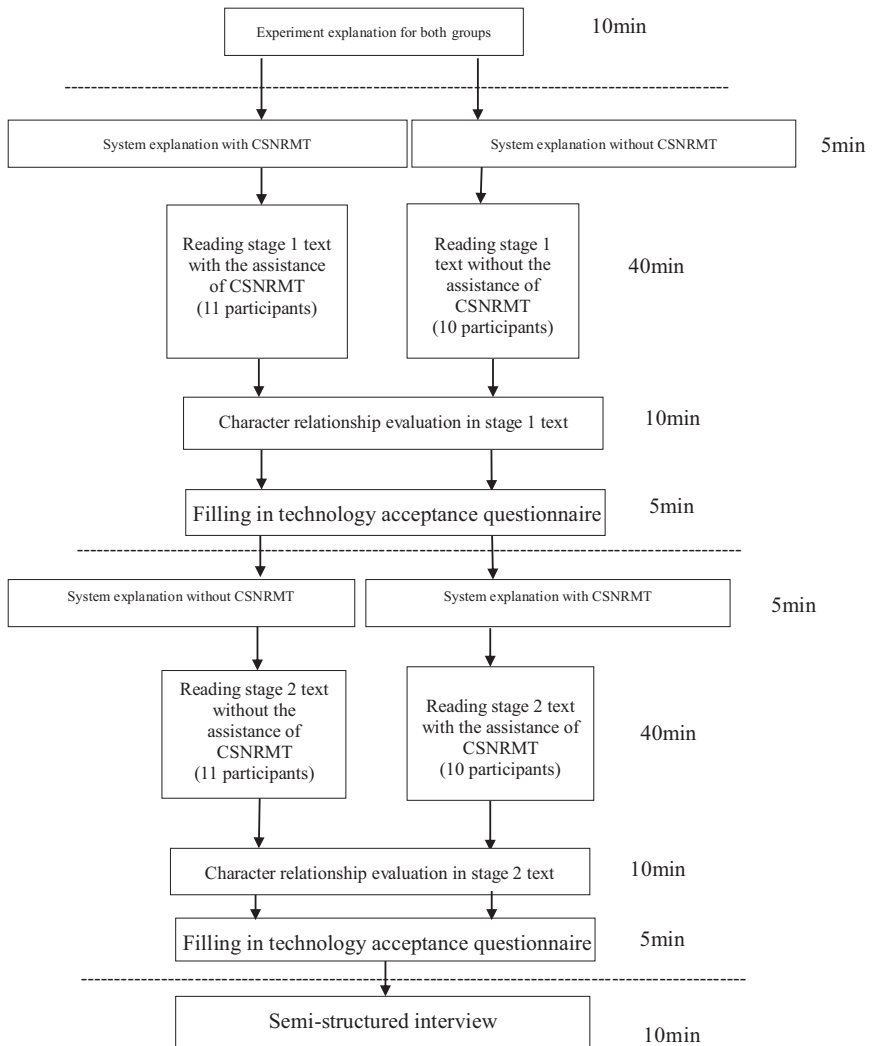 Experiment explanation for both groups
10min
System explanation with CSNRMT
System explanation without CSNRMT
5min
Reading stage 1 text
with the assistance
of CSNRMT
(11 participants)
Reading stage 1
text without the
assistance of
CSNRMT
(10 participants)
40min
Character relationship evaluation in stage 1 text
10min
Filling in technology acceptance questionnaire
5min
System explanation without CSNRMT
System explanation with CSNRMT
5min
Reading stage 2 text
without the
assistance of
CSNRMT
(11 participants)
Reading stage 2 text
with the assistance of
CSNRMT
(10 participants)
40min
Character relationship evaluation in stage 2 text
10min
Filling in technology acceptance questionnaire
5min
Semi-structured interview
10min